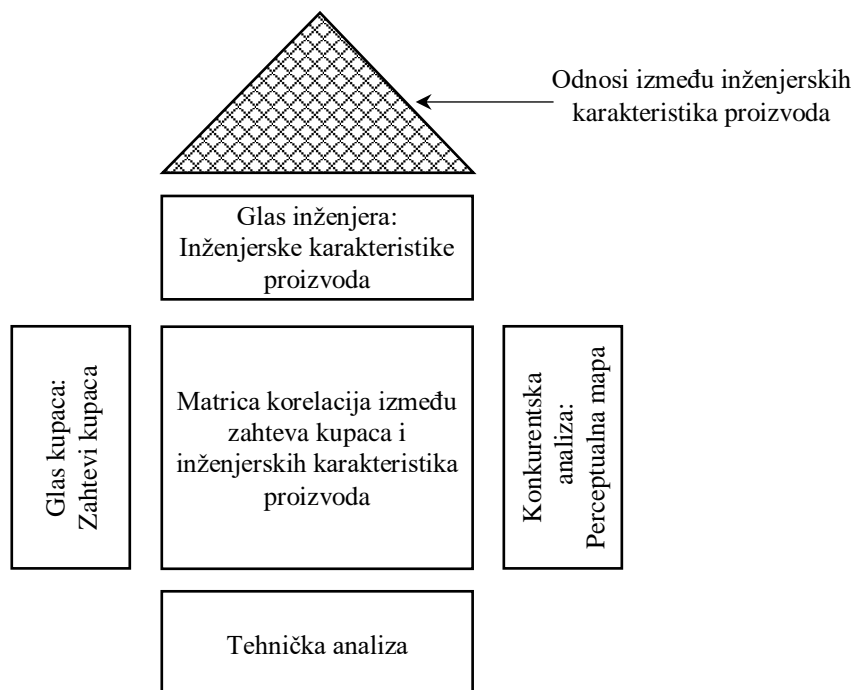 Odnosi između inženjerskih
karakteristika proizvoda
Glas inženjera:
Inženjerske karakteristike
proizvoda
Glas kupaca:
Zahtevi kupaca
Matrica korelacija između
zahteva kupaca i
inženjerskih karakteristika
proizvoda
Konkurentska
analiza:
Perceptualna mapa
Tehnička analiza